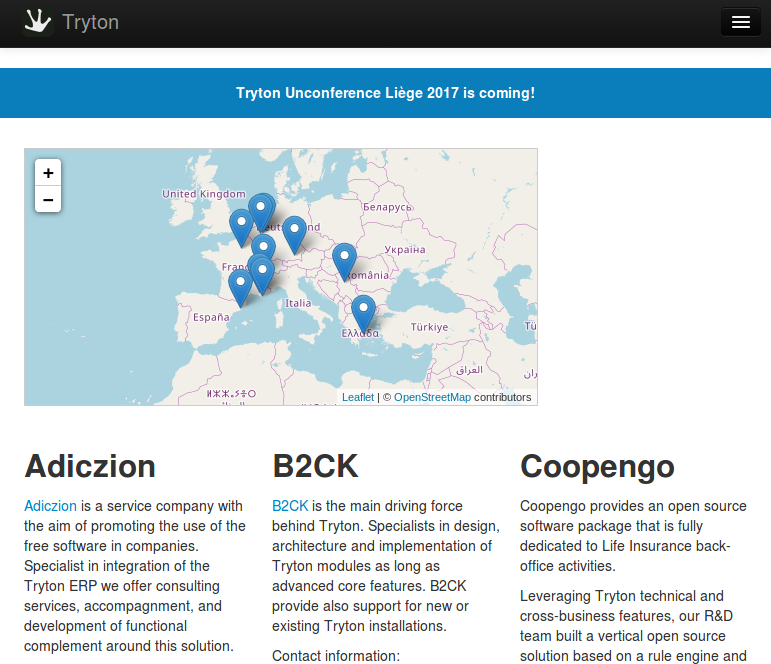 Tryton
Tryton Unconference Liège 2017 is coming!
+
−
United Kingdom
Беларусь
Україна
România
Italia
España
Ελλάδα
Türkiye
العراق
ⵍⵣⵣⴰⵢⴻⵔ
Leaflet | © OpenStreetMap contributors
Adiczion
Adiczion is a service company with
the aim of promoting the use of the
free software in companies.
Specialist in integration of the
Tryton ERP we offer consulting
services, accompagnment, and
development of functional
complement around this solution.
B2CK
B2CK is the main driving force
behind Tryton. Specialists in design,
architecture and implementation of
Tryton modules as long as
advanced core features. B2CK
provide also support for new or
existing Tryton installations.
Contact information:
Coopengo
Coopengo provides an open source
software package that is fully
dedicated to Life Insurance back-
office activities.
Leveraging Tryton technical and
cross-business features, our R&D
team built a vertical open source
solution based on a rule engine and